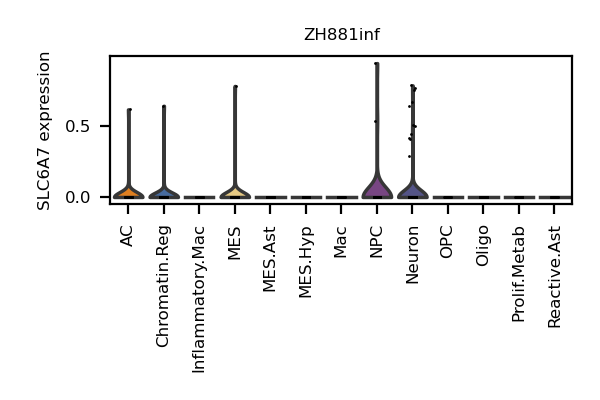 ZH881inf
SLC6A7 expression
0.5
0.0
AC
Chromatin.Reg
Inflammatory.Mac
MES
MES.Ast
MES.Hyp
Mac
NPC
Neuron
OPC
Oligo
Prolif.Metab
Reactive.Ast